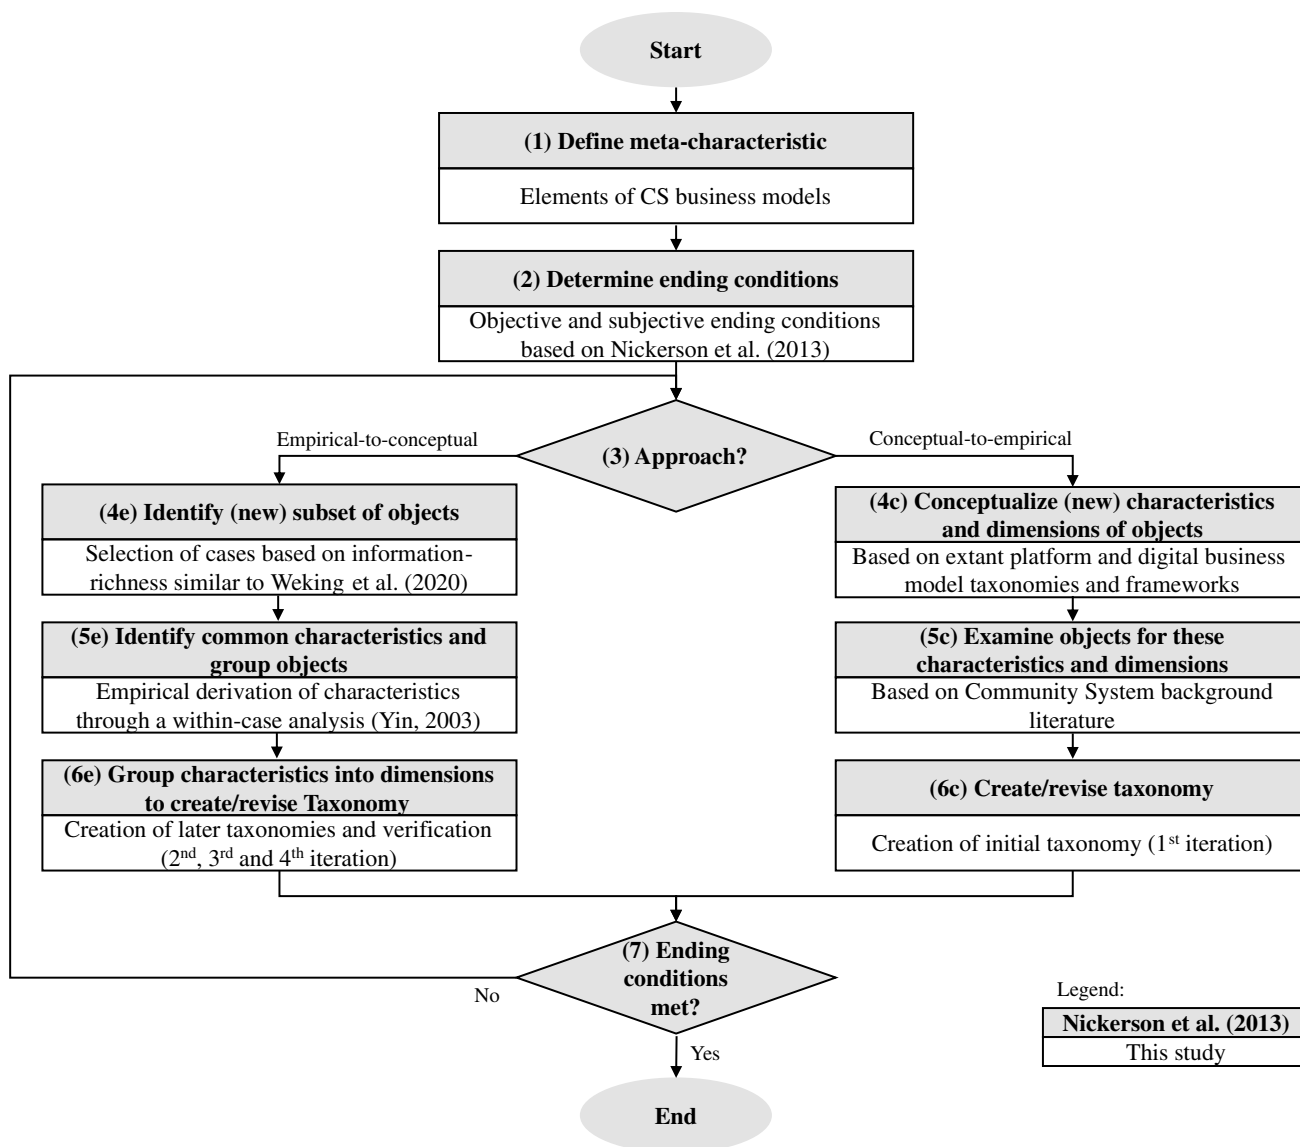 Start
(1) Define meta-characteristic
Elements of CS business models
(2) Determine ending conditions
Objective and subjective ending conditions
based on Nickerson et al. (2013)
(3) Approach?
Empirical-to-conceptual
Conceptual-to-empirical
(4e) Identify (new) subset of objects
Selection of cases based on information-
richness similar to Weking et al. (2020)
(5e) Identify common characteristics and
group objects
Empirical derivation of characteristics
through a within-case analysis (Yin, 2003)
(6e) Group characteristics into dimensions
to create/revise Taxonomy
Creation of later taxonomies and verification
(2nd, 3rd and 4th iteration)
(4c) Conceptualize (new) characteristics
and dimensions of objects
Based on extant platform and digital business
model taxonomies and frameworks
(5c) Examine objects for these
characteristics and dimensions
Based on Community System background
literature
(6c) Create/revise taxonomy
Creation of initial taxonomy (1st iteration)
(7) Ending
conditions
met?
No
Yes
End
Legend:
Nickerson et al. (2013)
This study